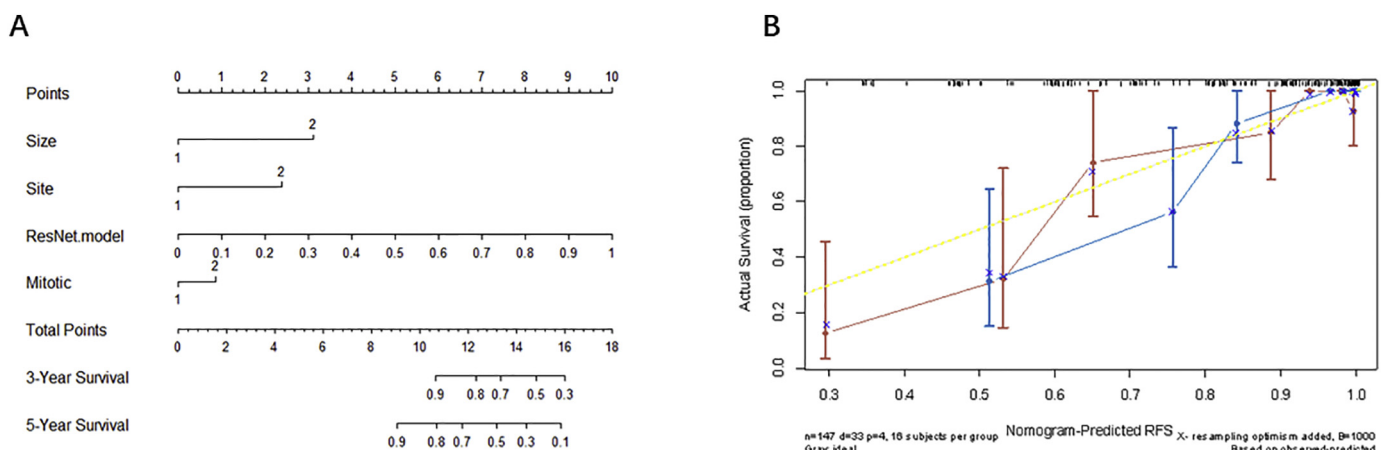 A
B
0 1 2 3 4 5 6 7 8 9 10
Points
2
Size
1
2
Site
1
ResNet.model
0 0.1 0.2 0.3 0.4 0.5 0.6 0.7 0.8 0.9 1
2
Mitotic
1
Total Points
0 2 4 6 8 10 12 14 16 18
3-Year Survival
0.9 0.8 0.7 0.5 0.3
5-Year Survival
0.9 0.8 0.7 0.5 0.3 0.1
Actual Survival (proportion)
1.0
0.8
0.6
0.4
0.2
0.0
0.3 0.4 0.5 0.6 0.7 0.8 0.9 1.0
Nomogram-Predicted RFS
n=147 d=33 p=4, 16 subjects per group
X- resampling optimism added, B=1000
Gray: ideal
Based on observed-predicted